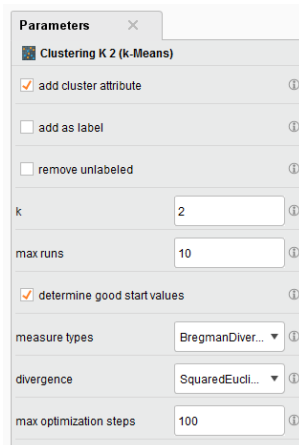 Parameters
Clustering K 2 (k-Means)
add cluster attribute
add as label
remove unlabeled
k 2
max runs 10
determine good start values
measure types BregmanDiver...
divergence SquaredEucli...
max optimization steps 100